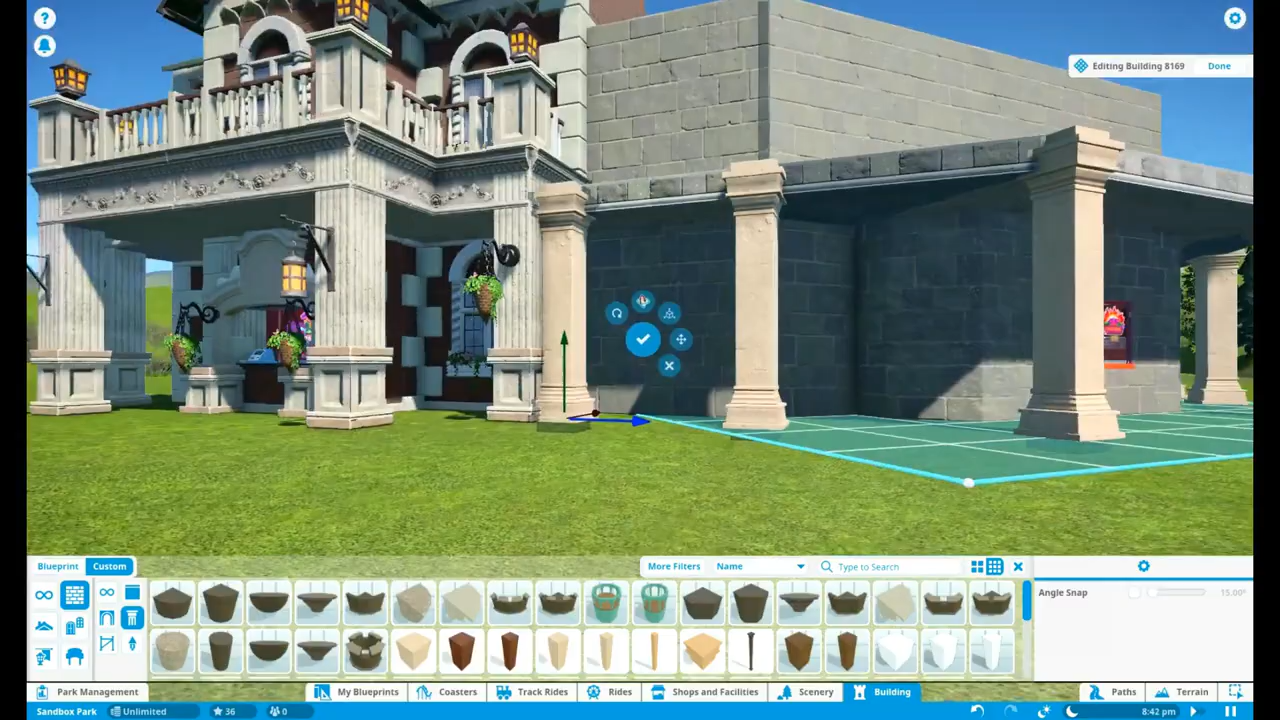 ?
Editing Building 8169 Done
Blueprint Custom More Filters Name Type to Search
Angle Snap 15.00°
Park Management My Blueprints Coasters Track Rides Rides Shops and Facilities Scenery Building Paths Terrain
Sandbox Park Unlimited 36 0 8:42 pm